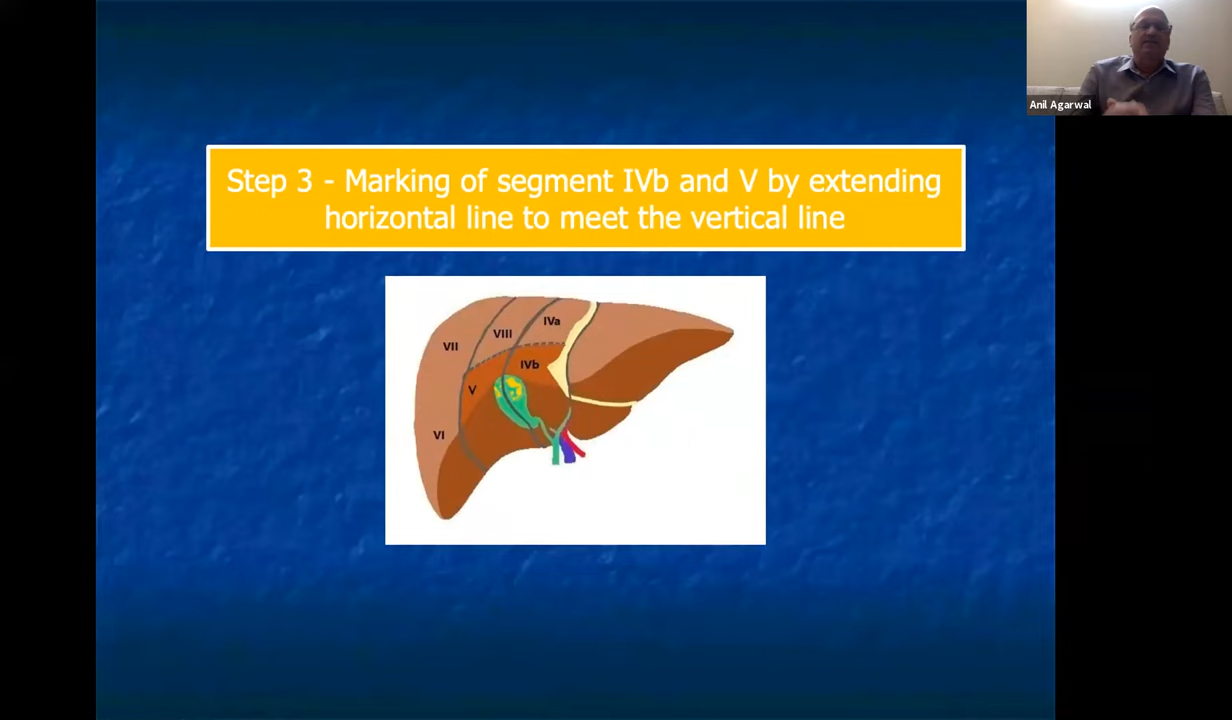 Anil Agarwal
Step 3 - Marking of segment IVb and V by extending
horizontal line to meet the vertical line
IVa
VIII
VII
IVb
V
VI